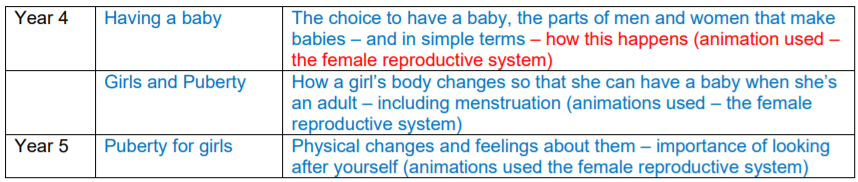 Year 4 Having a baby The choice to have a baby, the parts of men and women that make
babies – and in simple terms – how this happens (animation used –
the female reproductive system)
Girls and Puberty How a girl's body changes so that she can have a baby when she's
an adult – including menstruation (animations used – the female
reproductive system)
Year 5 Puberty for girls Physical changes and feelings about them – importance of looking
after yourself (animations used the female reproductive system)